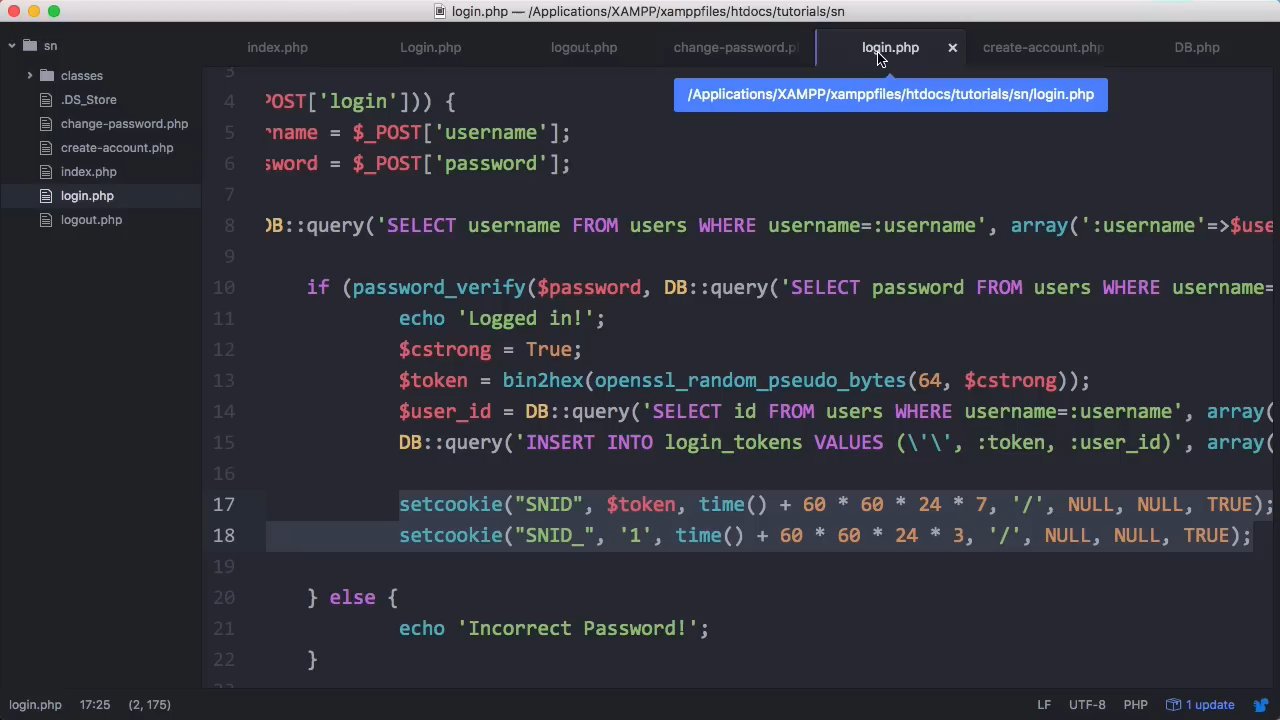 login.php — /Applications/XAMPP/xamppfiles/htdocs/tutorials/sn
sn
index.php
Login.php
logout.php
change-password.p
login.php
create-account.php
DB.php
classes
.DS_Store
change-password.php
create-account.php
index.php
login.php
logout.php
/Applications/XAMPP/xamppfiles/htdocs/tutorials/sn/login.php
3
4 POST['login'])) {
5 rname = $_POST['username'];
6 sword = $_POST['password'];
7
8 DB::query('SELECT username FROM users WHERE username=:username', array(':username'=>$use
9
10 if (password_verify($password, DB::query('SELECT password FROM users WHERE username=
11 echo 'Logged in!';
12 $cstrong = True;
13 $token = bin2hex(openssl_random_pseudo_bytes(64, $cstrong));
14 $user_id = DB::query('SELECT id FROM users WHERE username=:username', array(
15 DB::query('INSERT INTO login_tokens VALUES (\'\', :token, :user_id)', array(
16
17 setcookie("SNID", $token, time() + 60 * 60 * 24 * 7, '/', NULL, NULL, TRUE);
18 setcookie("SNID_", '1', time() + 60 * 60 * 24 * 3, '/', NULL, NULL, TRUE);
19
20 } else {
21 echo 'Incorrect Password!';
22 }
login.php 17:25 (2, 175)
LF UTF-8 PHP 1 update